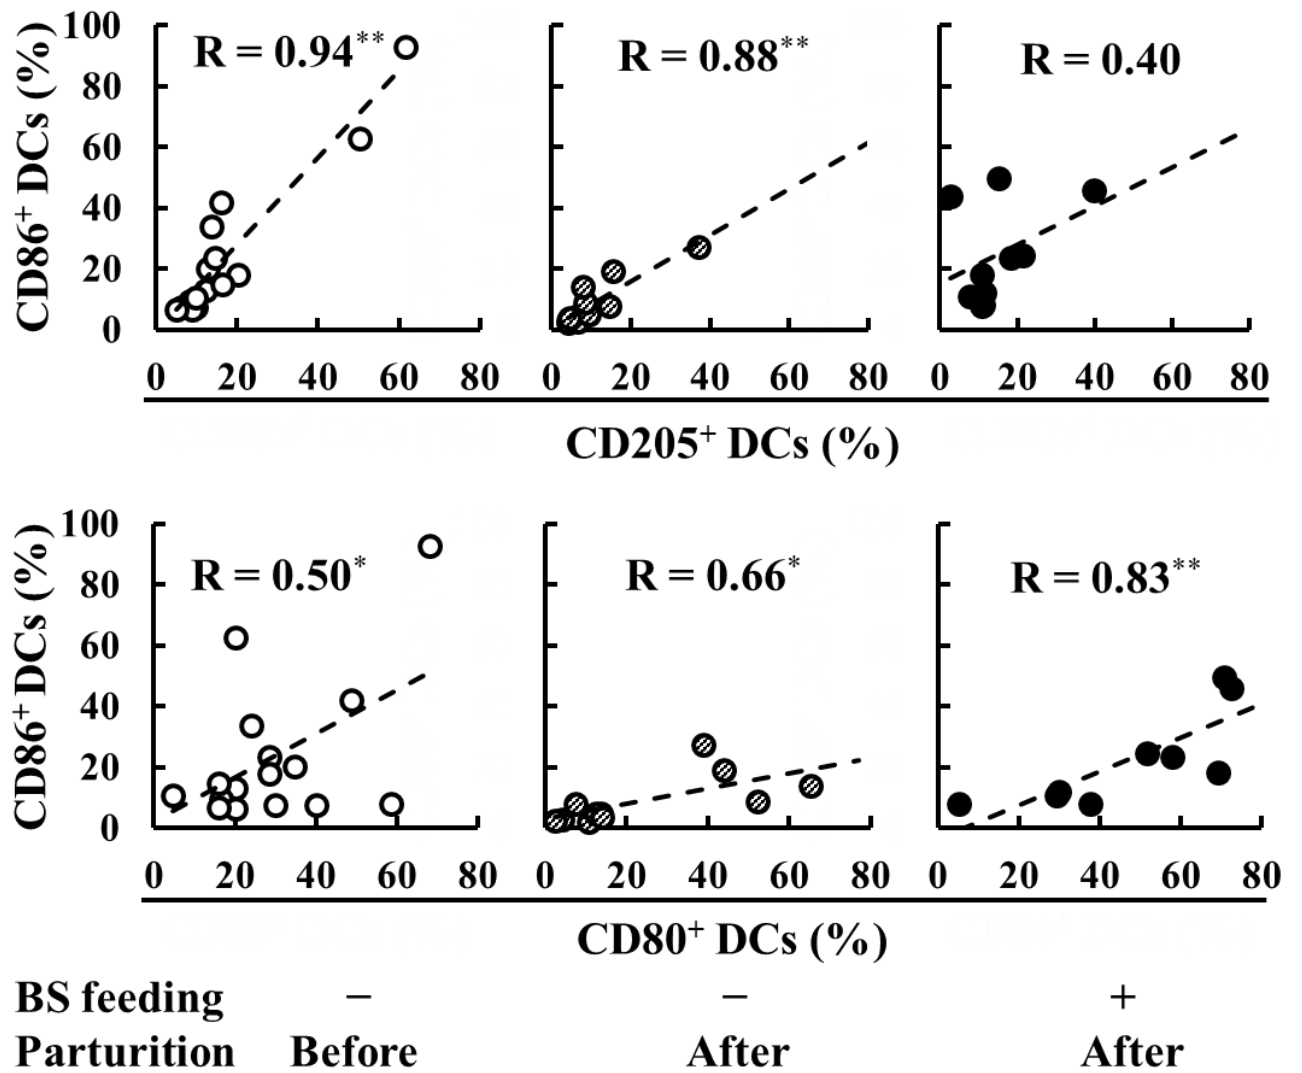 CD86+ DCs (%)
100
80
60
40
20
0
R = 0.94**
R = 0.88**
R = 0.40
0 20 40 60 80 0 20 40 60 80 0 20 40 60 80
CD205+ DCs (%)
CD86+ DCs (%)
100
80
60
40
20
0
R = 0.50*
R = 0.66*
R = 0.83**
0 20 40 60 80 0 20 40 60 80 0 20 40 60 80
CD80+ DCs (%)
BS feeding − − +
Parturition Before After After